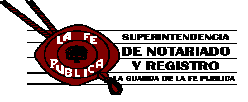 LA FE
PUBLICA
SUPERINTENDENCIA
DE NOTARIADO
Y REGISTRO
LA GUARDA DE LA FE PUBLICA